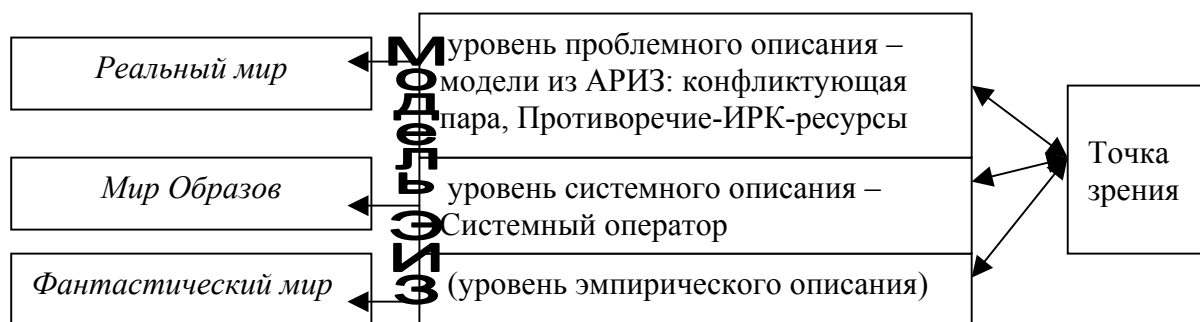 Реальный мир
Мир Образов
Фантастический мир
Модель ЭИЗ
уровень проблемного описания –
модели из АРИЗ: конфликтующая
пара, Противоречие-ИРК-ресурсы
уровень системного описания –
Системный оператор
(уровень эмпирического описания)
Точка
зрения